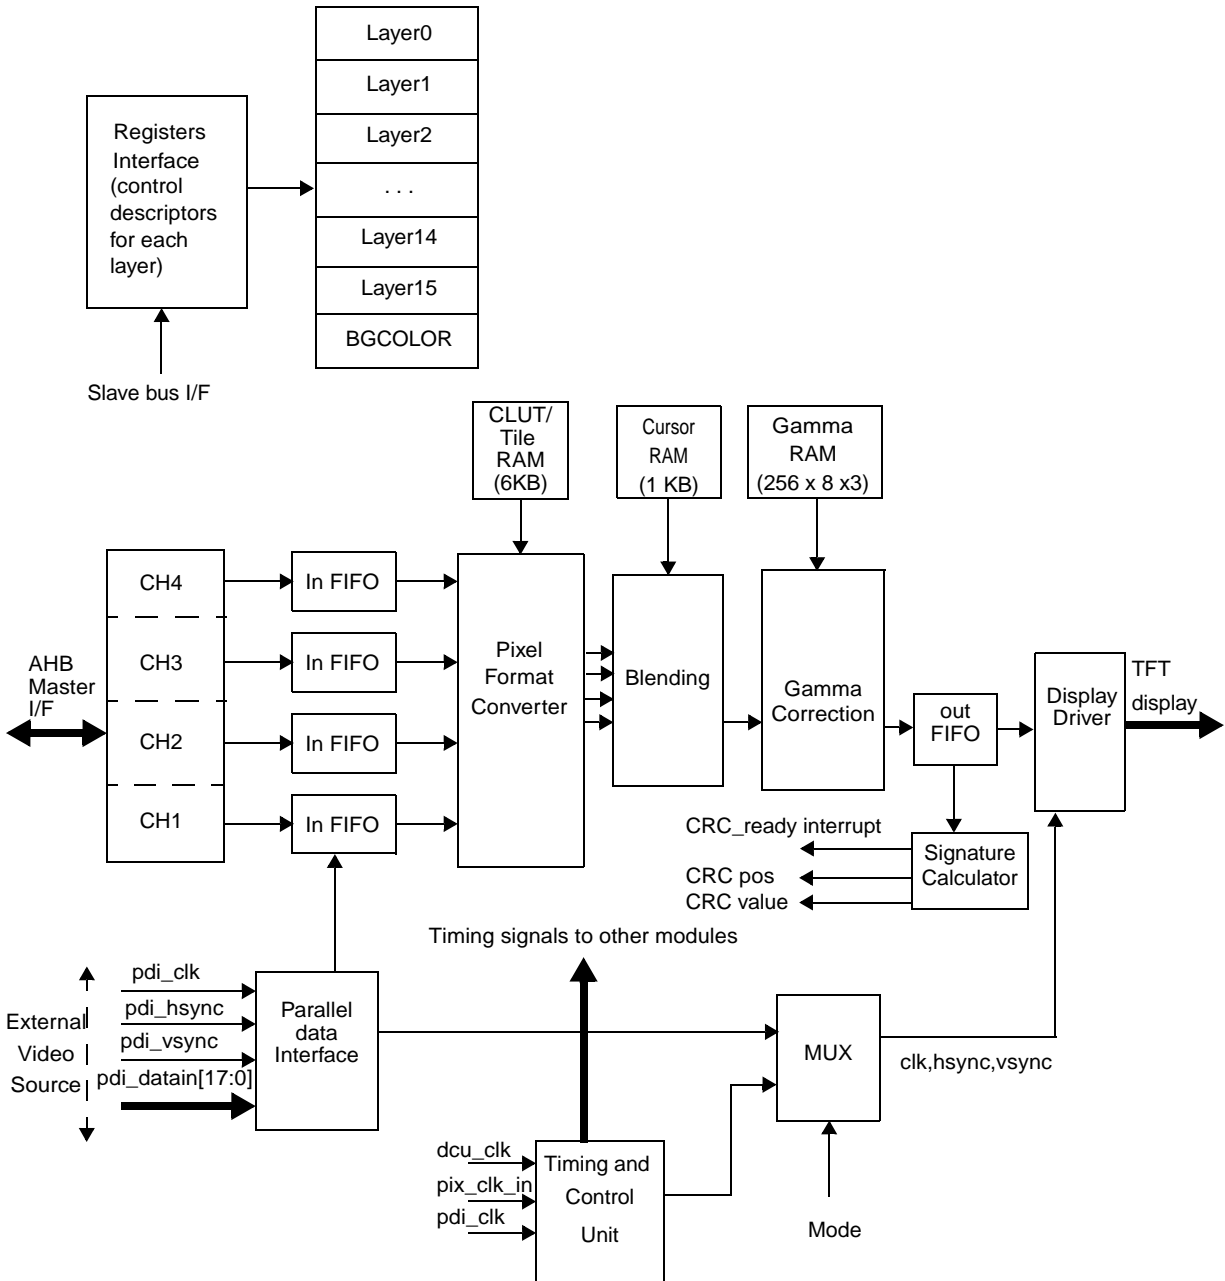 Layer0
Layer1
Layer2
. . .
Layer14
Layer15
BGCOLOR
Registers
Interface
(control
descriptors
for each
layer)
Slave bus I/F
CLUT/
Tile
RAM
(6KB)
Cursor
RAM
(1 KB)
Gamma
RAM
(256 x 8 x3)
AHB
Master
I/F
CH4
CH3
CH2
CH1
In FIFO
In FIFO
In FIFO
In FIFO
Pixel
Format
Converter
Blending
Gamma
Correction
out
FIFO
Display
Driver
TFT
display
CRC_ready interrupt
CRC pos
CRC value
Signature
Calculator
Timing signals to other modules
External
Video
Source
pdi_clk
pdi_hsync
pdi_vsync
pdi_datain[17:0]
Parallel
data
Interface
MUX
clk,hsync,vsync
Mode
dcu_clk
pix_clk_in
pdi_clk
Timing and
Control
Unit